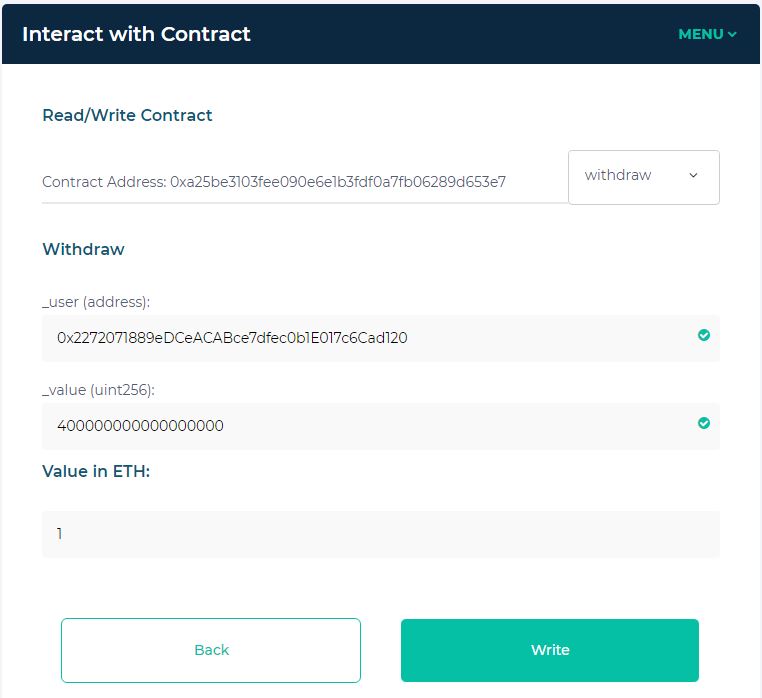 Interact with Contract
MENU
Read/Write Contract
Contract Address: 0xa25be3103fee090e6e1b3fdf0a7fb06289d653e7
withdraw
Withdraw
_user (address):
0x2272071889eDCeACABce7dfec0b1E017c6Cad120
_value (uint256):
400000000000000000
Value in ETH:
1
Back
Write